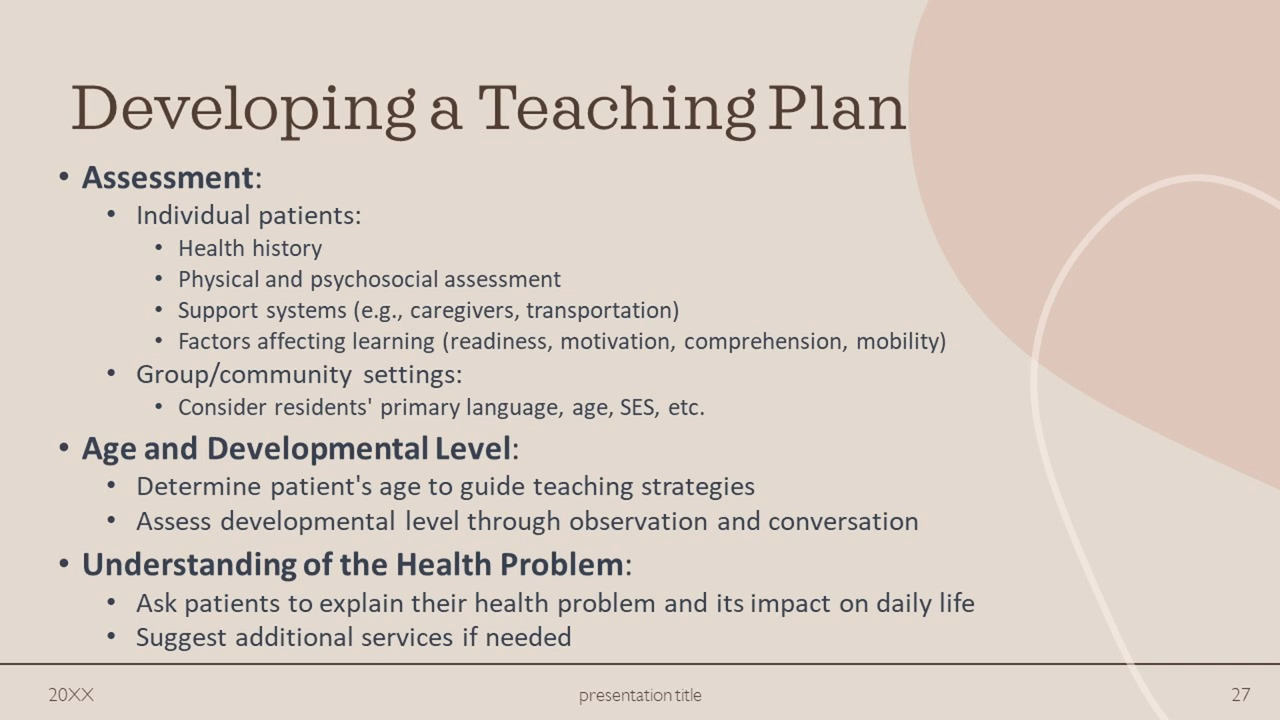 Developing a Teaching Plan
• Assessment:
• Individual patients:
• Health history
• Physical and psychosocial assessment
• Support systems (e.g., caregivers, transportation)
• Factors affecting learning (readiness, motivation, comprehension, mobility)
• Group/community settings:
• Consider residents' primary language, age, SES, etc.
• Age and Developmental Level:
• Determine patient's age to guide teaching strategies
• Assess developmental level through observation and conversation
• Understanding of the Health Problem:
• Ask patients to explain their health problem and its impact on daily life
• Suggest additional services if needed
20XX
presentation title
27